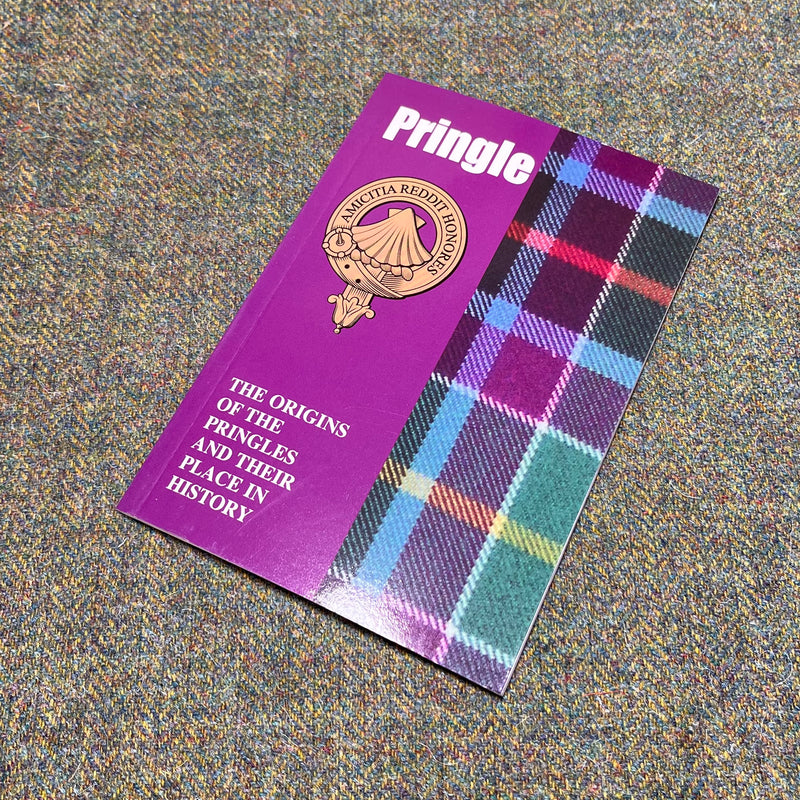 Pringle
AMICITIA REDDIT HONORES
THE ORIGINS
OF THE
PRINGLES
AND THEIR
PLACE IN
HISTORY